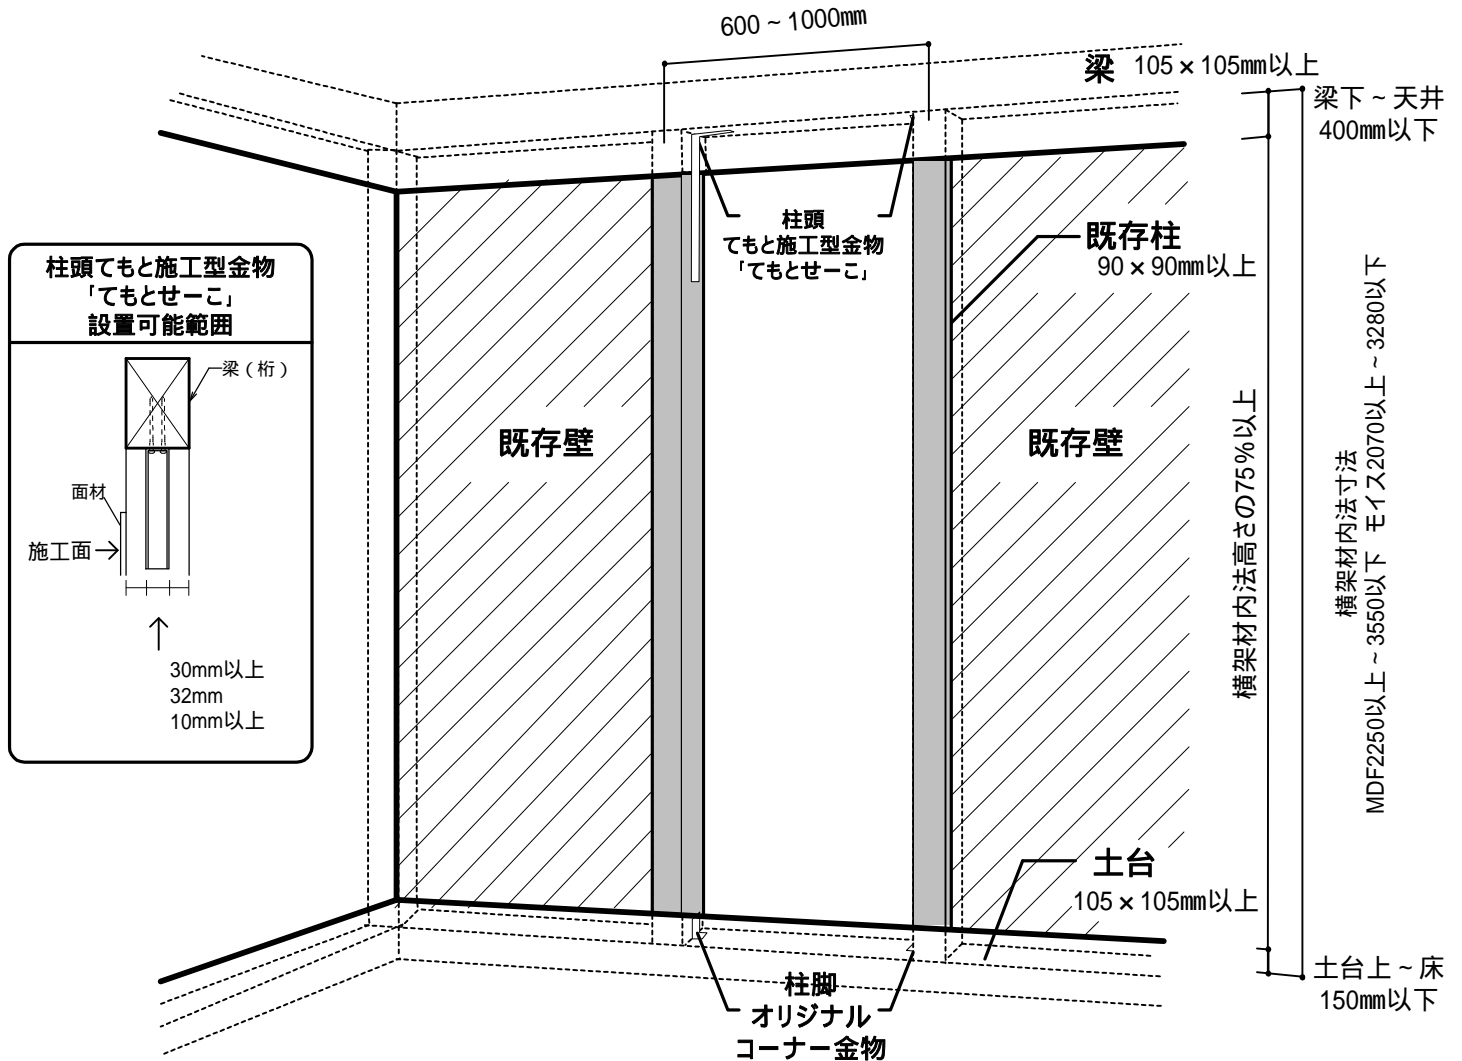 600 ~ 1000㎜
梁 105×105㎜以上
梁下 ~ 天井
400㎜以下
柱頭
てもと施工型金物
「てもとせーこ」
既存柱
90×90㎜以上
柱頭てもと施工型金物
「てもとせーこ」
設置可能範囲
梁（桁）
面材
施工面
30mm以上
32mm
10mm以上
既存壁
既存壁
横架材内法高さの75%以上
横架材内法寸法
MDF2250以上 ~ 3550以下 モイス2070以上 ~ 3280以下
土台
105×105㎜以上
土台上 ~ 床
150㎜以下
柱脚
オリジナル
コーナー金物